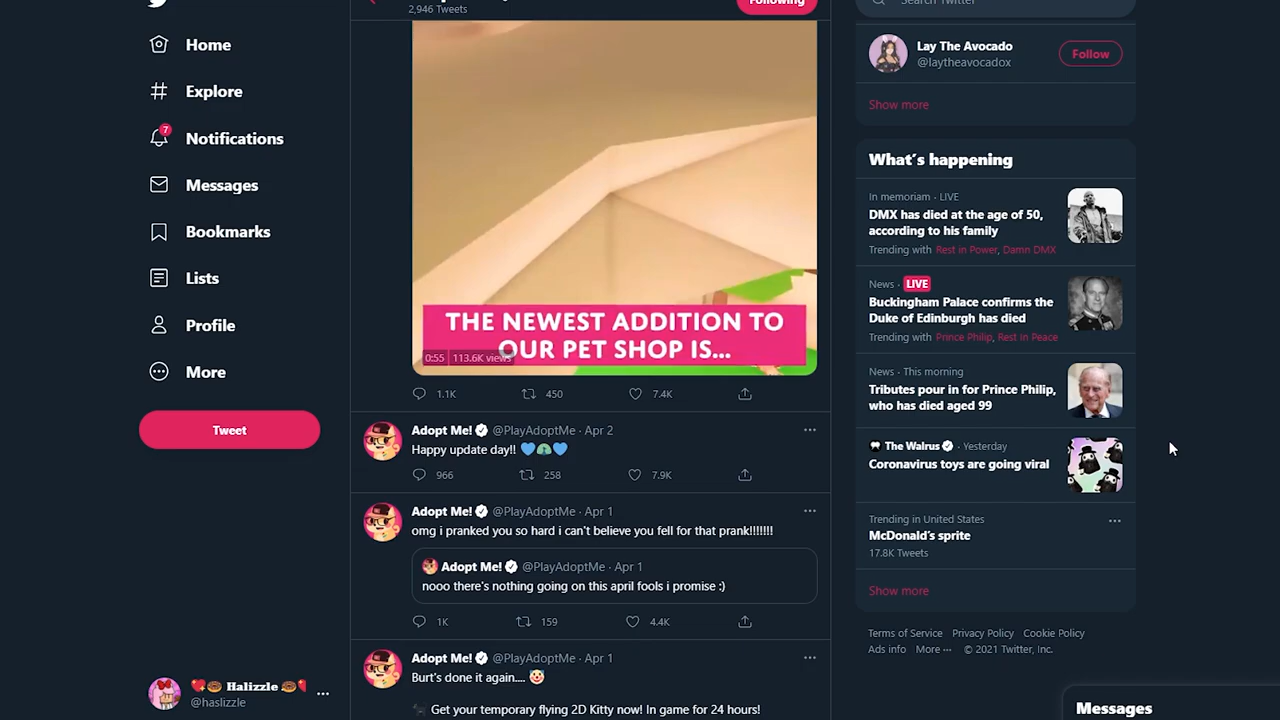 Home
Explore
7
Notifications
Messages
Bookmarks
Lists
Profile
More
Tweet
Halizzle
@haslizzle
2,946 Tweets
Following
THE NEWEST ADDITION TO
OUR PET SHOP IS...
0:55 113.6K views
1.1K 450 7.4K
Adopt Me! @PlayAdoptMe · Apr 2
Happy update day!!
966 258 7.9K
Adopt Me! @PlayAdoptMe · Apr 1
omg i pranked you so hard i can't believe you fell for that prank!!!!!!!
Adopt Me! @PlayAdoptMe · Apr 1
nooo there's nothing going on this april fools i promise :)
1K 159 4.4K
Adopt Me! @PlayAdoptMe · Apr 1
Burt's done it again....
Get your temporary flying 2D Kitty now! In game for 24 hours!
Search Twitter
Lay The Avocado
@laytheavocadox
Follow
Show more
What's happening
In memoriam · LIVE
DMX has died at the age of 50,
according to his family
Trending with Rest in Power, Damn DMX
News · LIVE
Buckingham Palace confirms the
Duke of Edinburgh has died
Trending with Prince Philip, Rest in Peace
News · This morning
Tributes pour in for Prince Philip,
who has died aged 99
The Walrus · Yesterday
Coronavirus toys are going viral
Trending in United States
McDonald's sprite
17.8K Tweets
Show more
Terms of Service Privacy Policy Cookie Policy
Ads info More ··· © 2021 Twitter, Inc.
Messages